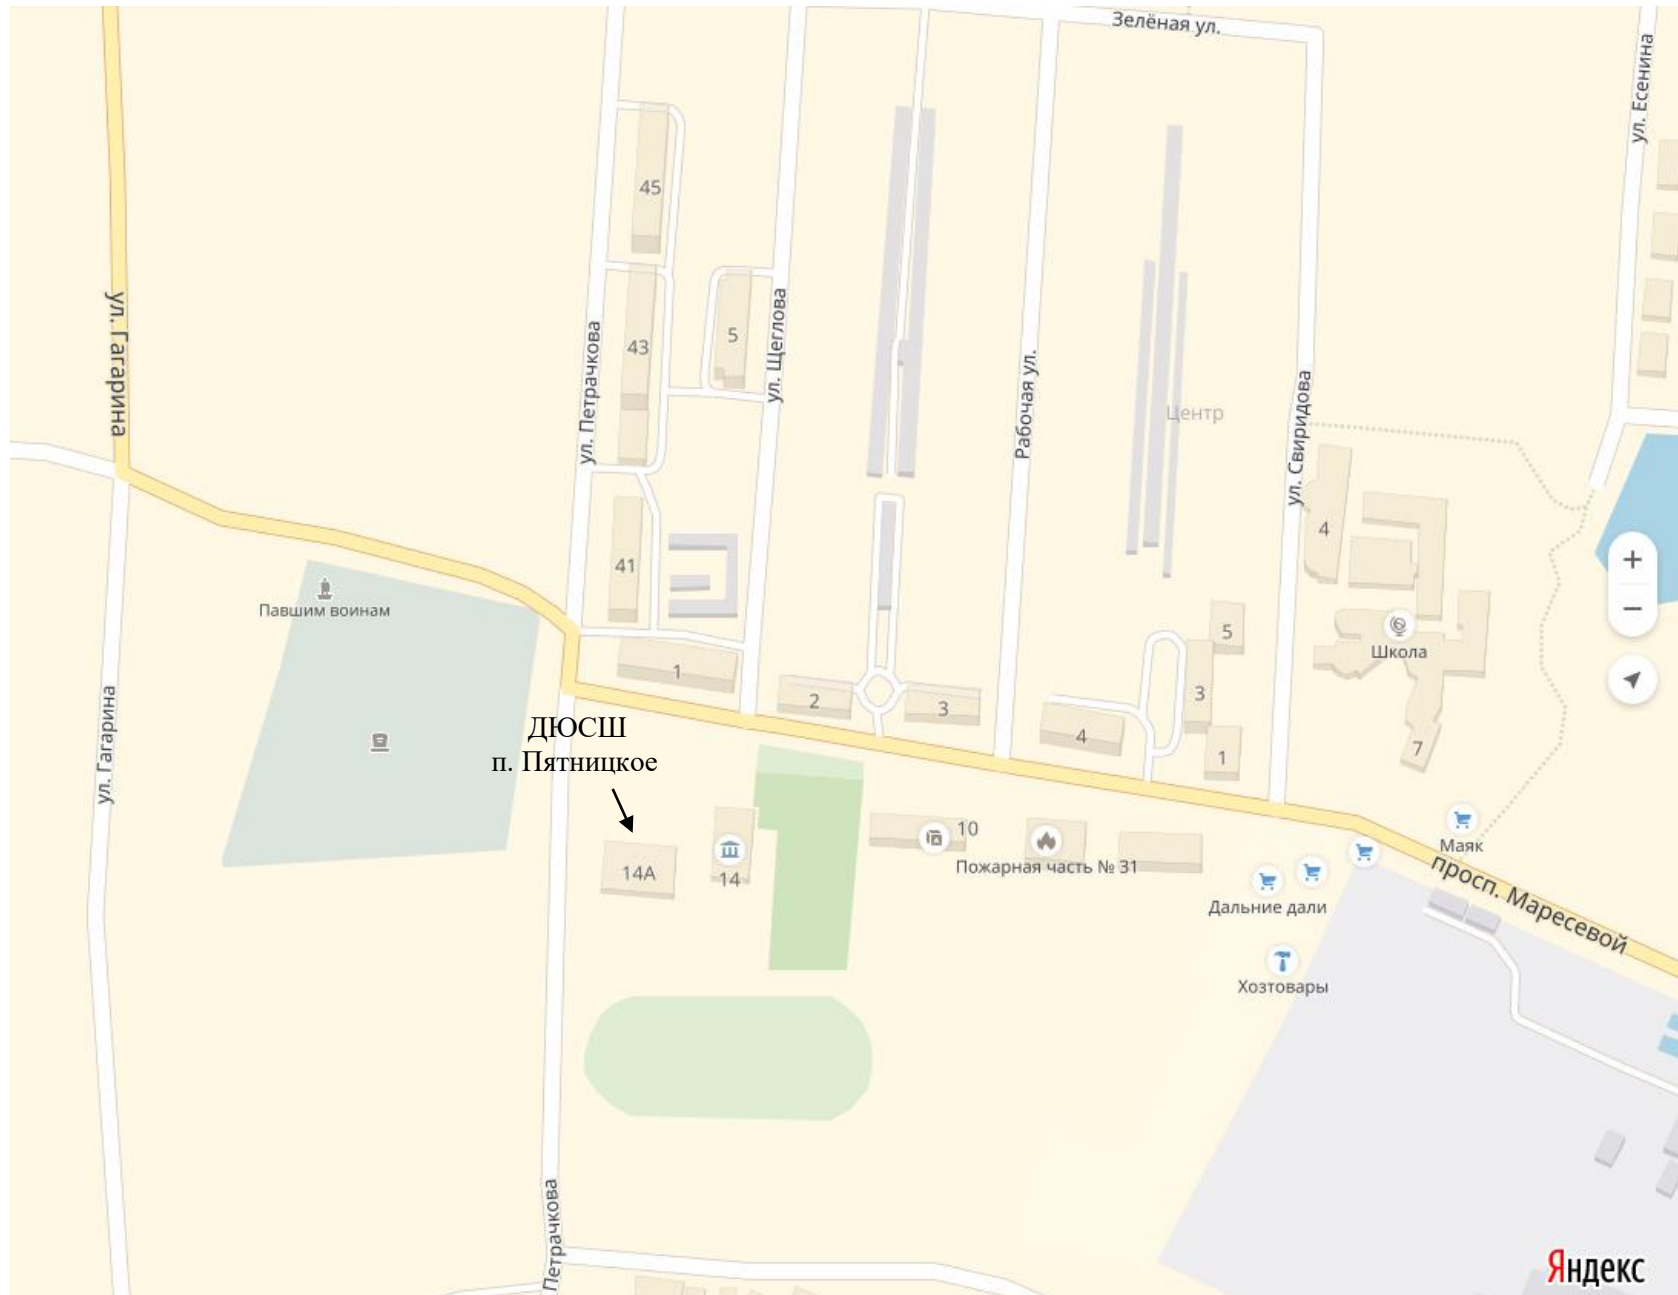 Зелёная ул.
ул. Есенина
45
ул. Гагарина
43
5
ул. Щеглова
ул. Петрачкова
Рабочая ул.
Центр
ул. Свиридова
4
41
Павшим воинам
5
Школа
1
2
3
3
4
1
7
ул. Гагарина
ДЮСШ
п. Пятницкое
14А
14
10
Пожарная часть № 31
Маяк
просп. Маресевой
Дальние дали
Хозтовары
Петрачкова
Яндекс